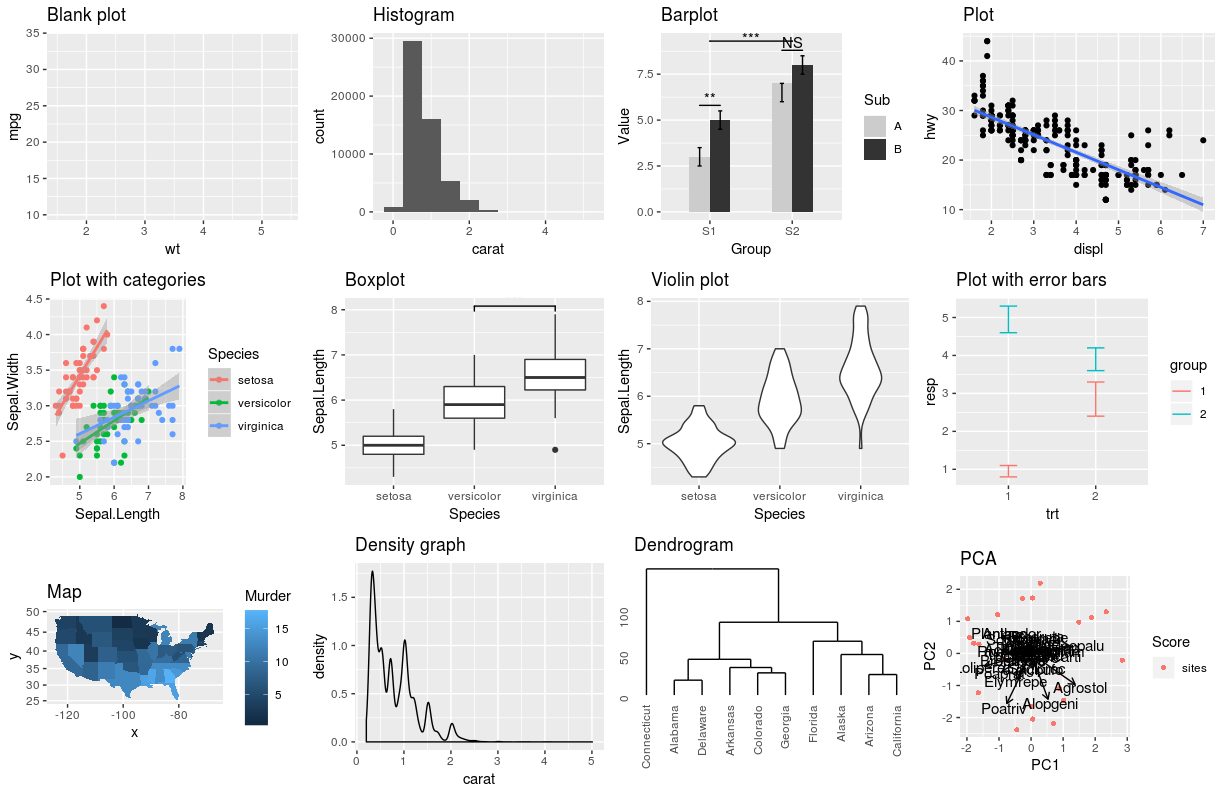 Blank plot
mpg
35
30
25
20
15
10
2 3 4 5
wt
Histogram
count
30000
20000
10000
0
0 2 4
carat
Barplot
Value
7.5
5.0
2.5
0.0
***
NS
**
S1 S2
Group
Sub
A
B
Plot
hwy
40
30
20
10
2 3 4 5 6 7
displ
Plot with categories
Sepal.Width
4.5
4.0
3.5
3.0
2.5
2.0
5 6 7 8
Sepal.Length
Species
setosa
versicolor
virginica
Boxplot
Sepal.Length
8
7
6
5
setosa versicolor virginica
Species
Violin plot
Sepal.Length
8
7
6
5
setosa versicolor virginica
Species
Plot with error bars
resp
5
4
3
2
1
1 2
trt
group
1
2
Map
y
50
45
40
35
30
25
-120 -100 -80
x
Murder
15
10
5
Density graph
density
1.5
1.0
0.5
0.0
0 1 2 3 4 5
carat
Dendrogram
100
50
0
Connecticut
Alabama
Delaware
Arkansas
Colorado
Georgia
Florida
Alaska
Arizona
California
PCA
PC2
2
1
0
-1
-2
Elymrepe
Agrostol
Alopgeni
Poatriv
-2 -1 0 1 2 3
PC1
Score
sites